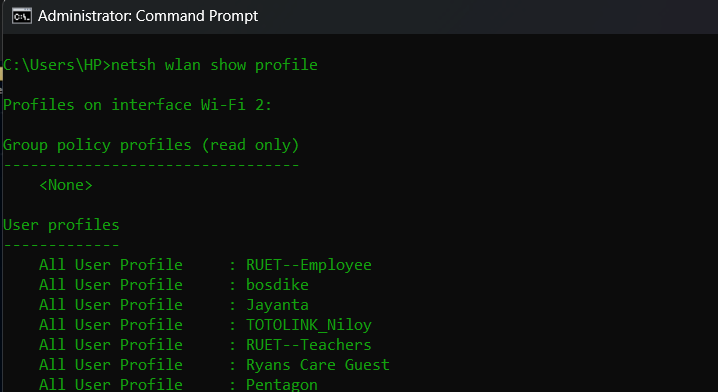 Administrator: Command Prompt
C:\Users\HP>netsh wlan show profile
Profiles on interface Wi-Fi 2:
Group policy profiles (read only)
---------------------------------
    <None>
User profiles
-------------
    All User Profile     : RUET--Employee
    All User Profile     : bosdike
    All User Profile     : Jayanta
    All User Profile     : TOTOLINK_Niloy
    All User Profile     : RUET--Teachers
    All User Profile     : Ryans Care Guest
    All User Profile     : Pentagon